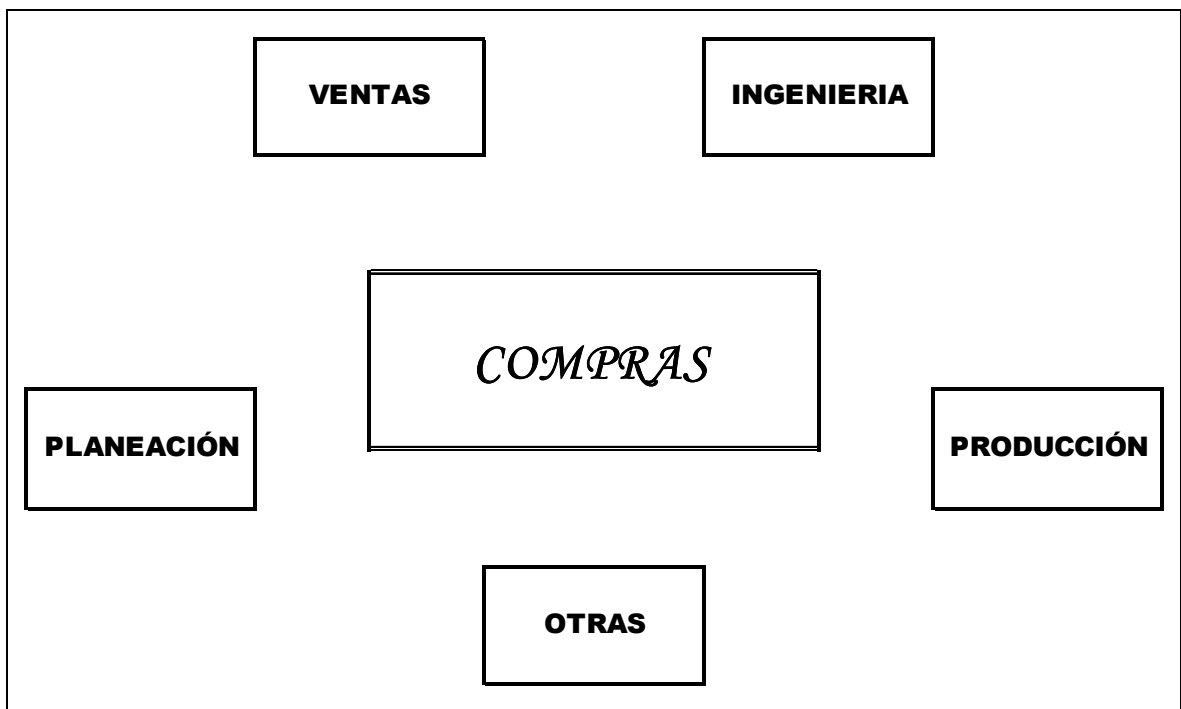 VENTAS
INGENIERIA
COMPRAS
PLANEACIÓN
PRODUCCIÓN
OTRAS